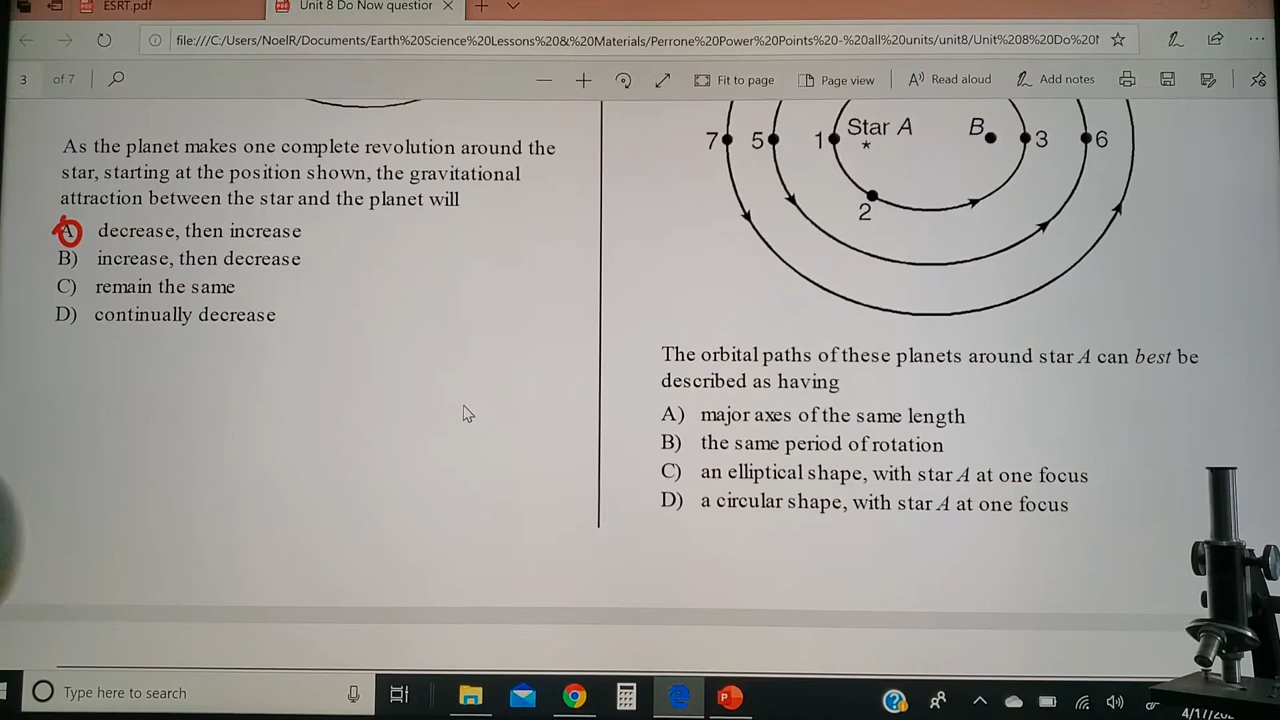 ESRT.pdf
Unit 8 Do Now questior
file:///C:/Users/NoelR/Documents/Earth%20Science%20Lessons%20&%20Materials/Perrone%20Power%20Points%20-%20all%20units/unit8/Unit%208%20Do%20
3 of 7
Fit to page
Page view
Read aloud
Add notes
As the planet makes one complete revolution around the
star, starting at the position shown, the gravitational
attraction between the star and the planet will
A) decrease, then increase
B) increase, then decrease
C) remain the same
D) continually decrease
7 5 1 Star A B 3 6
*
2
The orbital paths of these planets around star A can best be
described as having
A) major axes of the same length
B) the same period of rotation
C) an elliptical shape, with star A at one focus
D) a circular shape, with star A at one focus
Type here to search